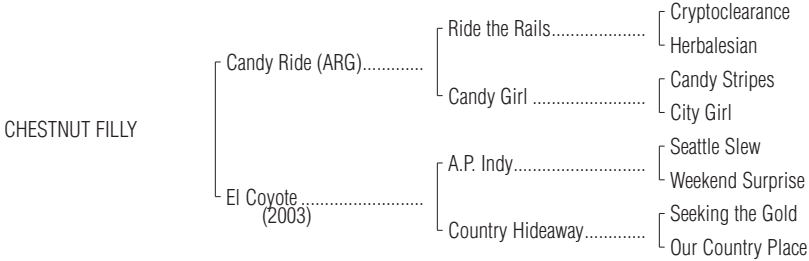 Cryptoclearance
Ride the Rails....................
Herbalesian
Candy Ride (ARG).............
Candy Stripes
Candy Girl ........................
City Girl
CHESTNUT FILLY
Seattle Slew
A.P. Indy............................
Weekend Surprise
El Coyote ..........................
(2003)
Seeking the Gold
Country Hideaway.............
Our Country Place